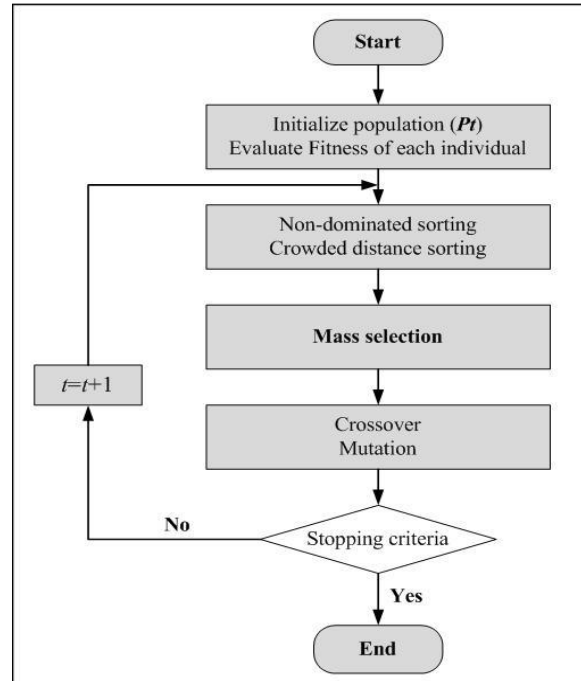 Start
Initialize population (Pt)
Evaluate Fitness of each individual
Non-dominated sorting
Crowded distance sorting
Mass selection
t=t+1
Crossover
Mutation
No
Stopping criteria
Yes
End